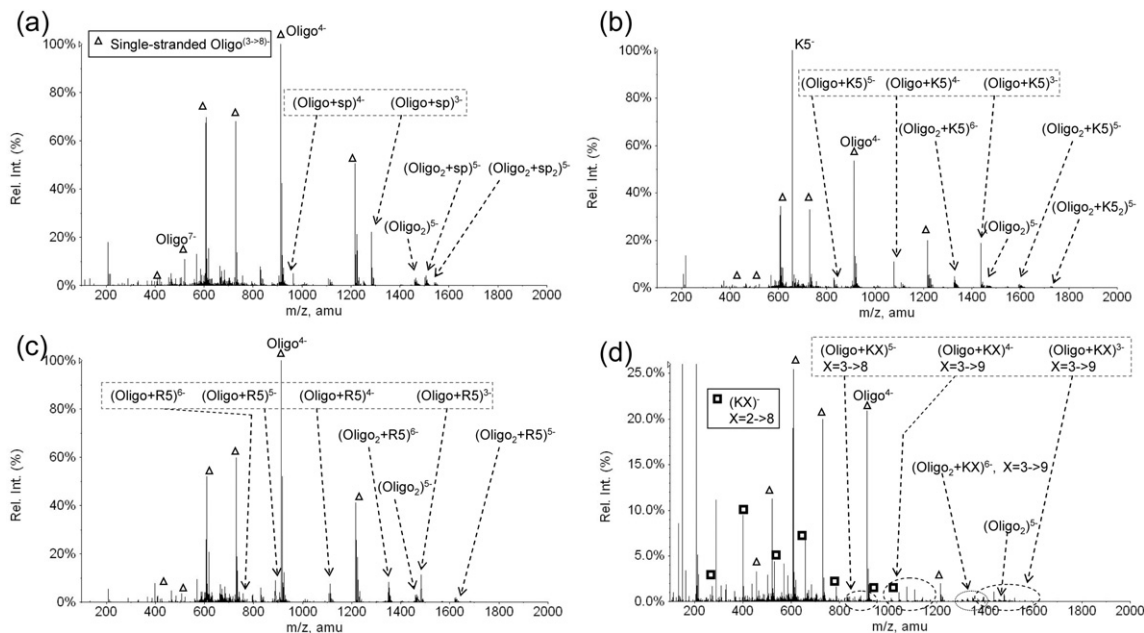 (a)
Δ Single-stranded Oligo(3->8)-
Oligo4-
(Oligo+sp)4- (Oligo+sp)3-
(Oligo2+sp)5-
(Oligo2+sp2)5-
Oligo7-
(Oligo2)5-
Rel. Int. (%)
100%
80%
60%
40%
20%
0.0%
200 400 600 800 1000 1200 1400 1600 1800 2000
m/z, amu
(b)
K5-
(Oligo+K5)5- (Oligo+K5)4- (Oligo+K5)3-
Oligo4-
(Oligo2+K5)6-
(Oligo2+K5)5-
(Oligo2)5-
(Oligo2+K52)5-
Rel. Int. (%)
100%
80%
60%
40%
20%
0.0%
200 400 600 800 1000 1200 1400 1600 1800 2000
m/z, amu
(c)
Oligo4-
(Oligo+R5)6- (Oligo+R5)5- (Oligo+R5)4- (Oligo+R5)3-
(Oligo2+R5)6-
(Oligo2+R5)5-
(Oligo2)5-
Rel. Int. (%)
100%
80%
60%
40%
20%
0.0%
200 400 600 800 1000 1200 1400 1600 1800 2000
m/z, amu
(d)
(Oligo+KX)5- (Oligo+KX)4- (Oligo+KX)3-
X=3->8 X=3->9 X=3->9
(KX)-
X=2->8
Oligo4-
(Oligo2+KX)6-, X=3->9
(Oligo2)5-
Rel. Int. (%)
25.0%
20.0%
15.0%
10.0%
5.0%
0.0%
200 400 600 800 1000 1200 1400 1600 1800 2000
m/z, amu